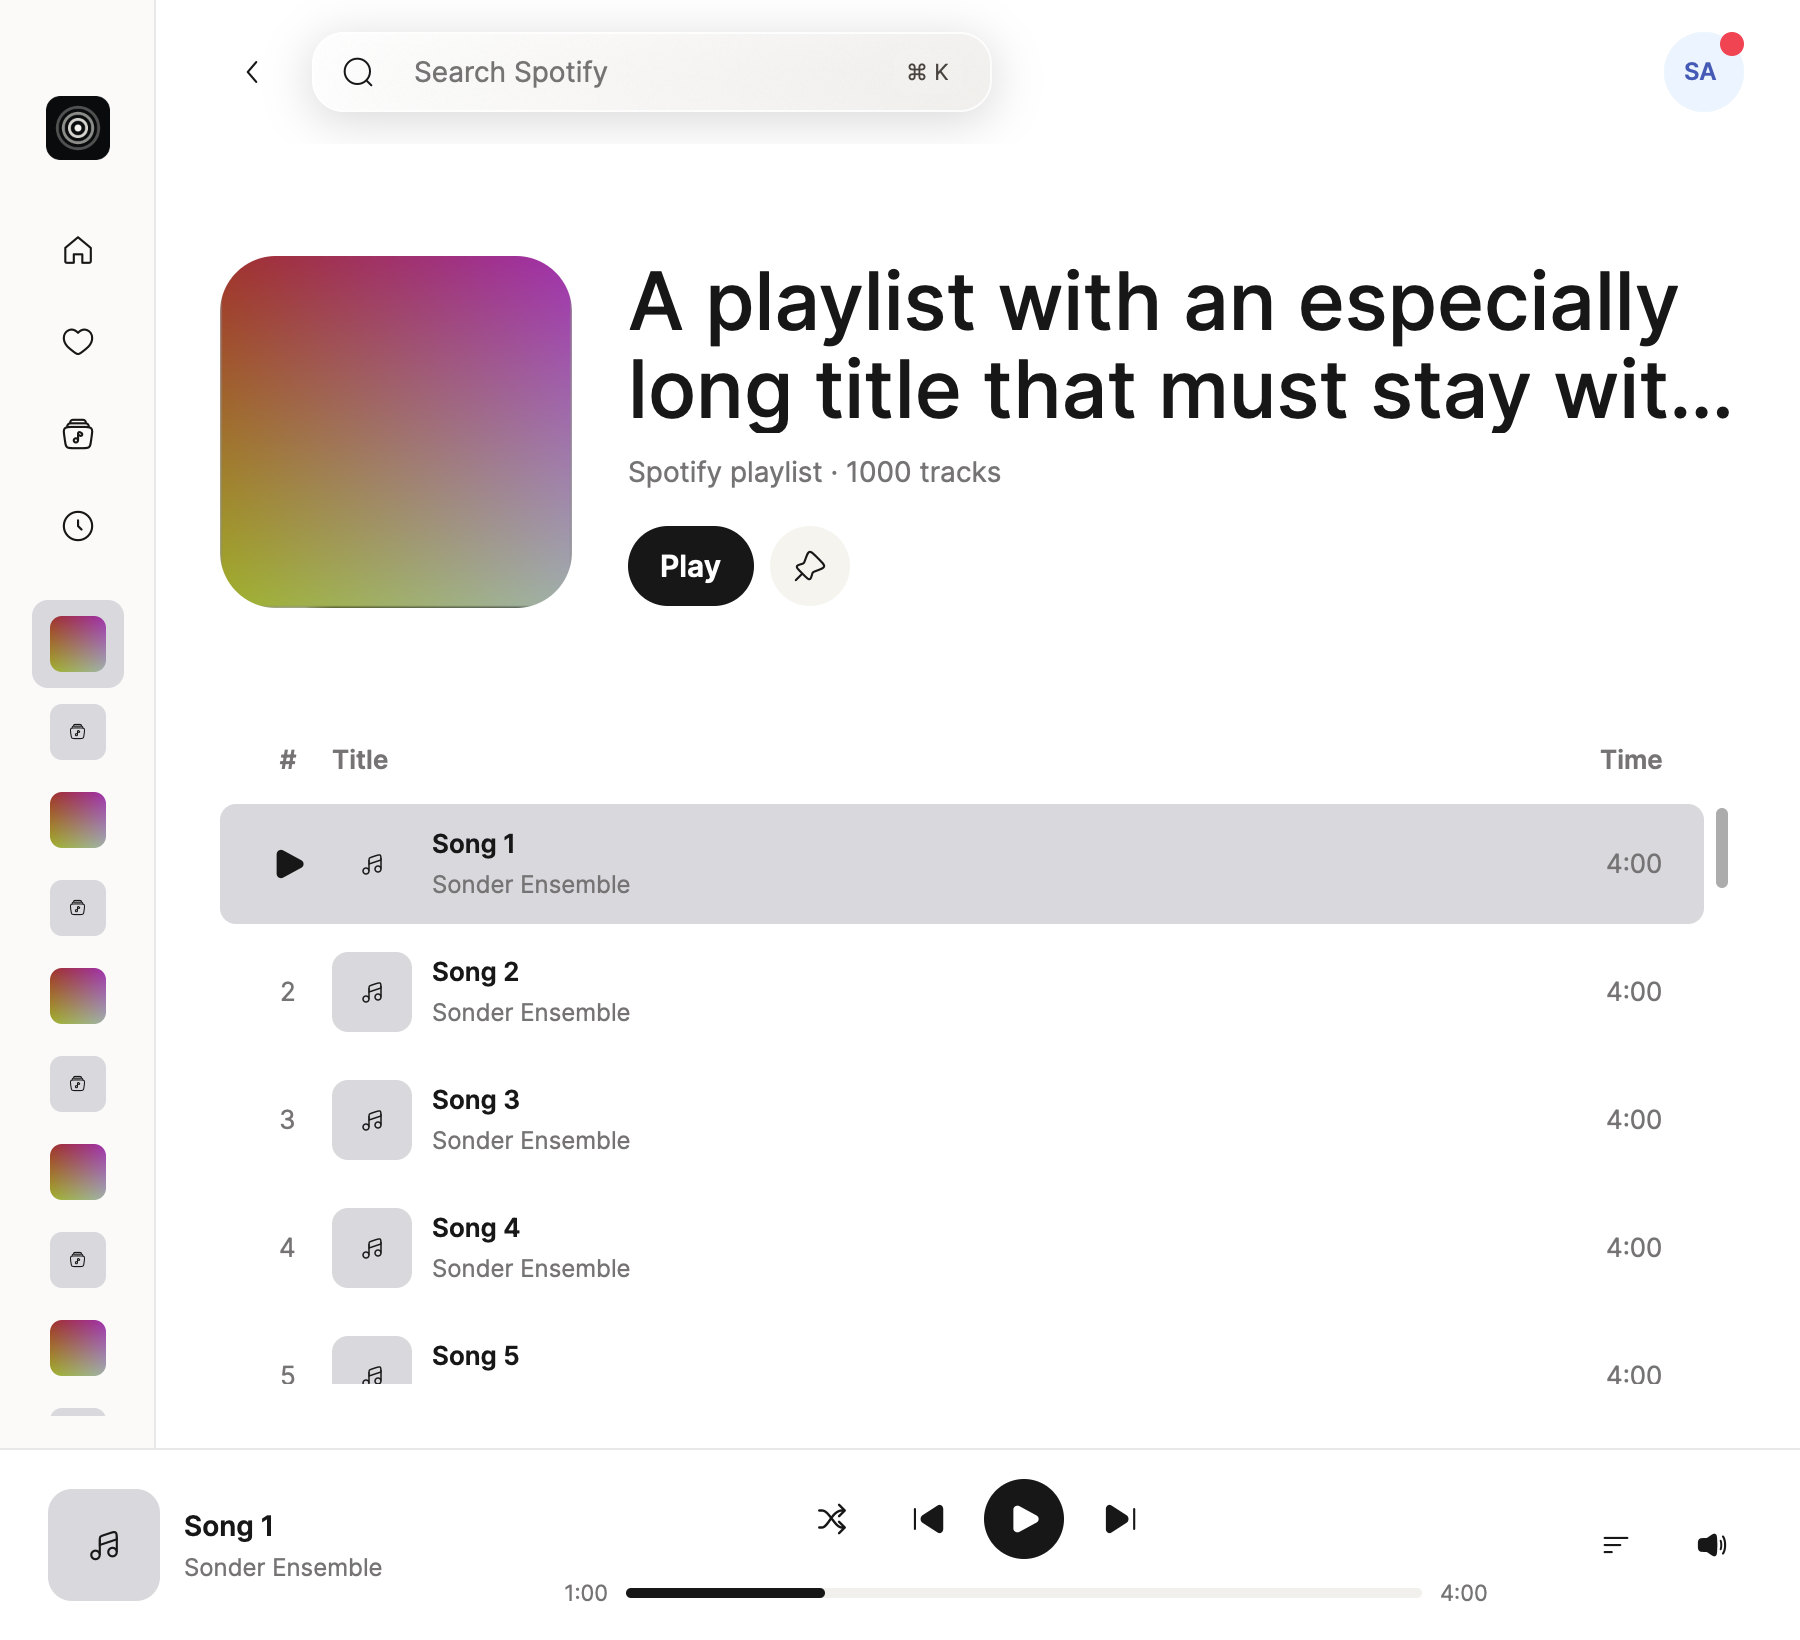 Search Spotify
⌘ K
SA
A playlist with an especially
long title that must stay wit...
Spotify playlist · 1000 tracks
Play
# Title Time
Song 1
Sonder Ensemble
4:00
2
Song 2
Sonder Ensemble
4:00
3
Song 3
Sonder Ensemble
4:00
4
Song 4
Sonder Ensemble
4:00
5
Song 5
4:00
Song 1
Sonder Ensemble
1:00
4:00